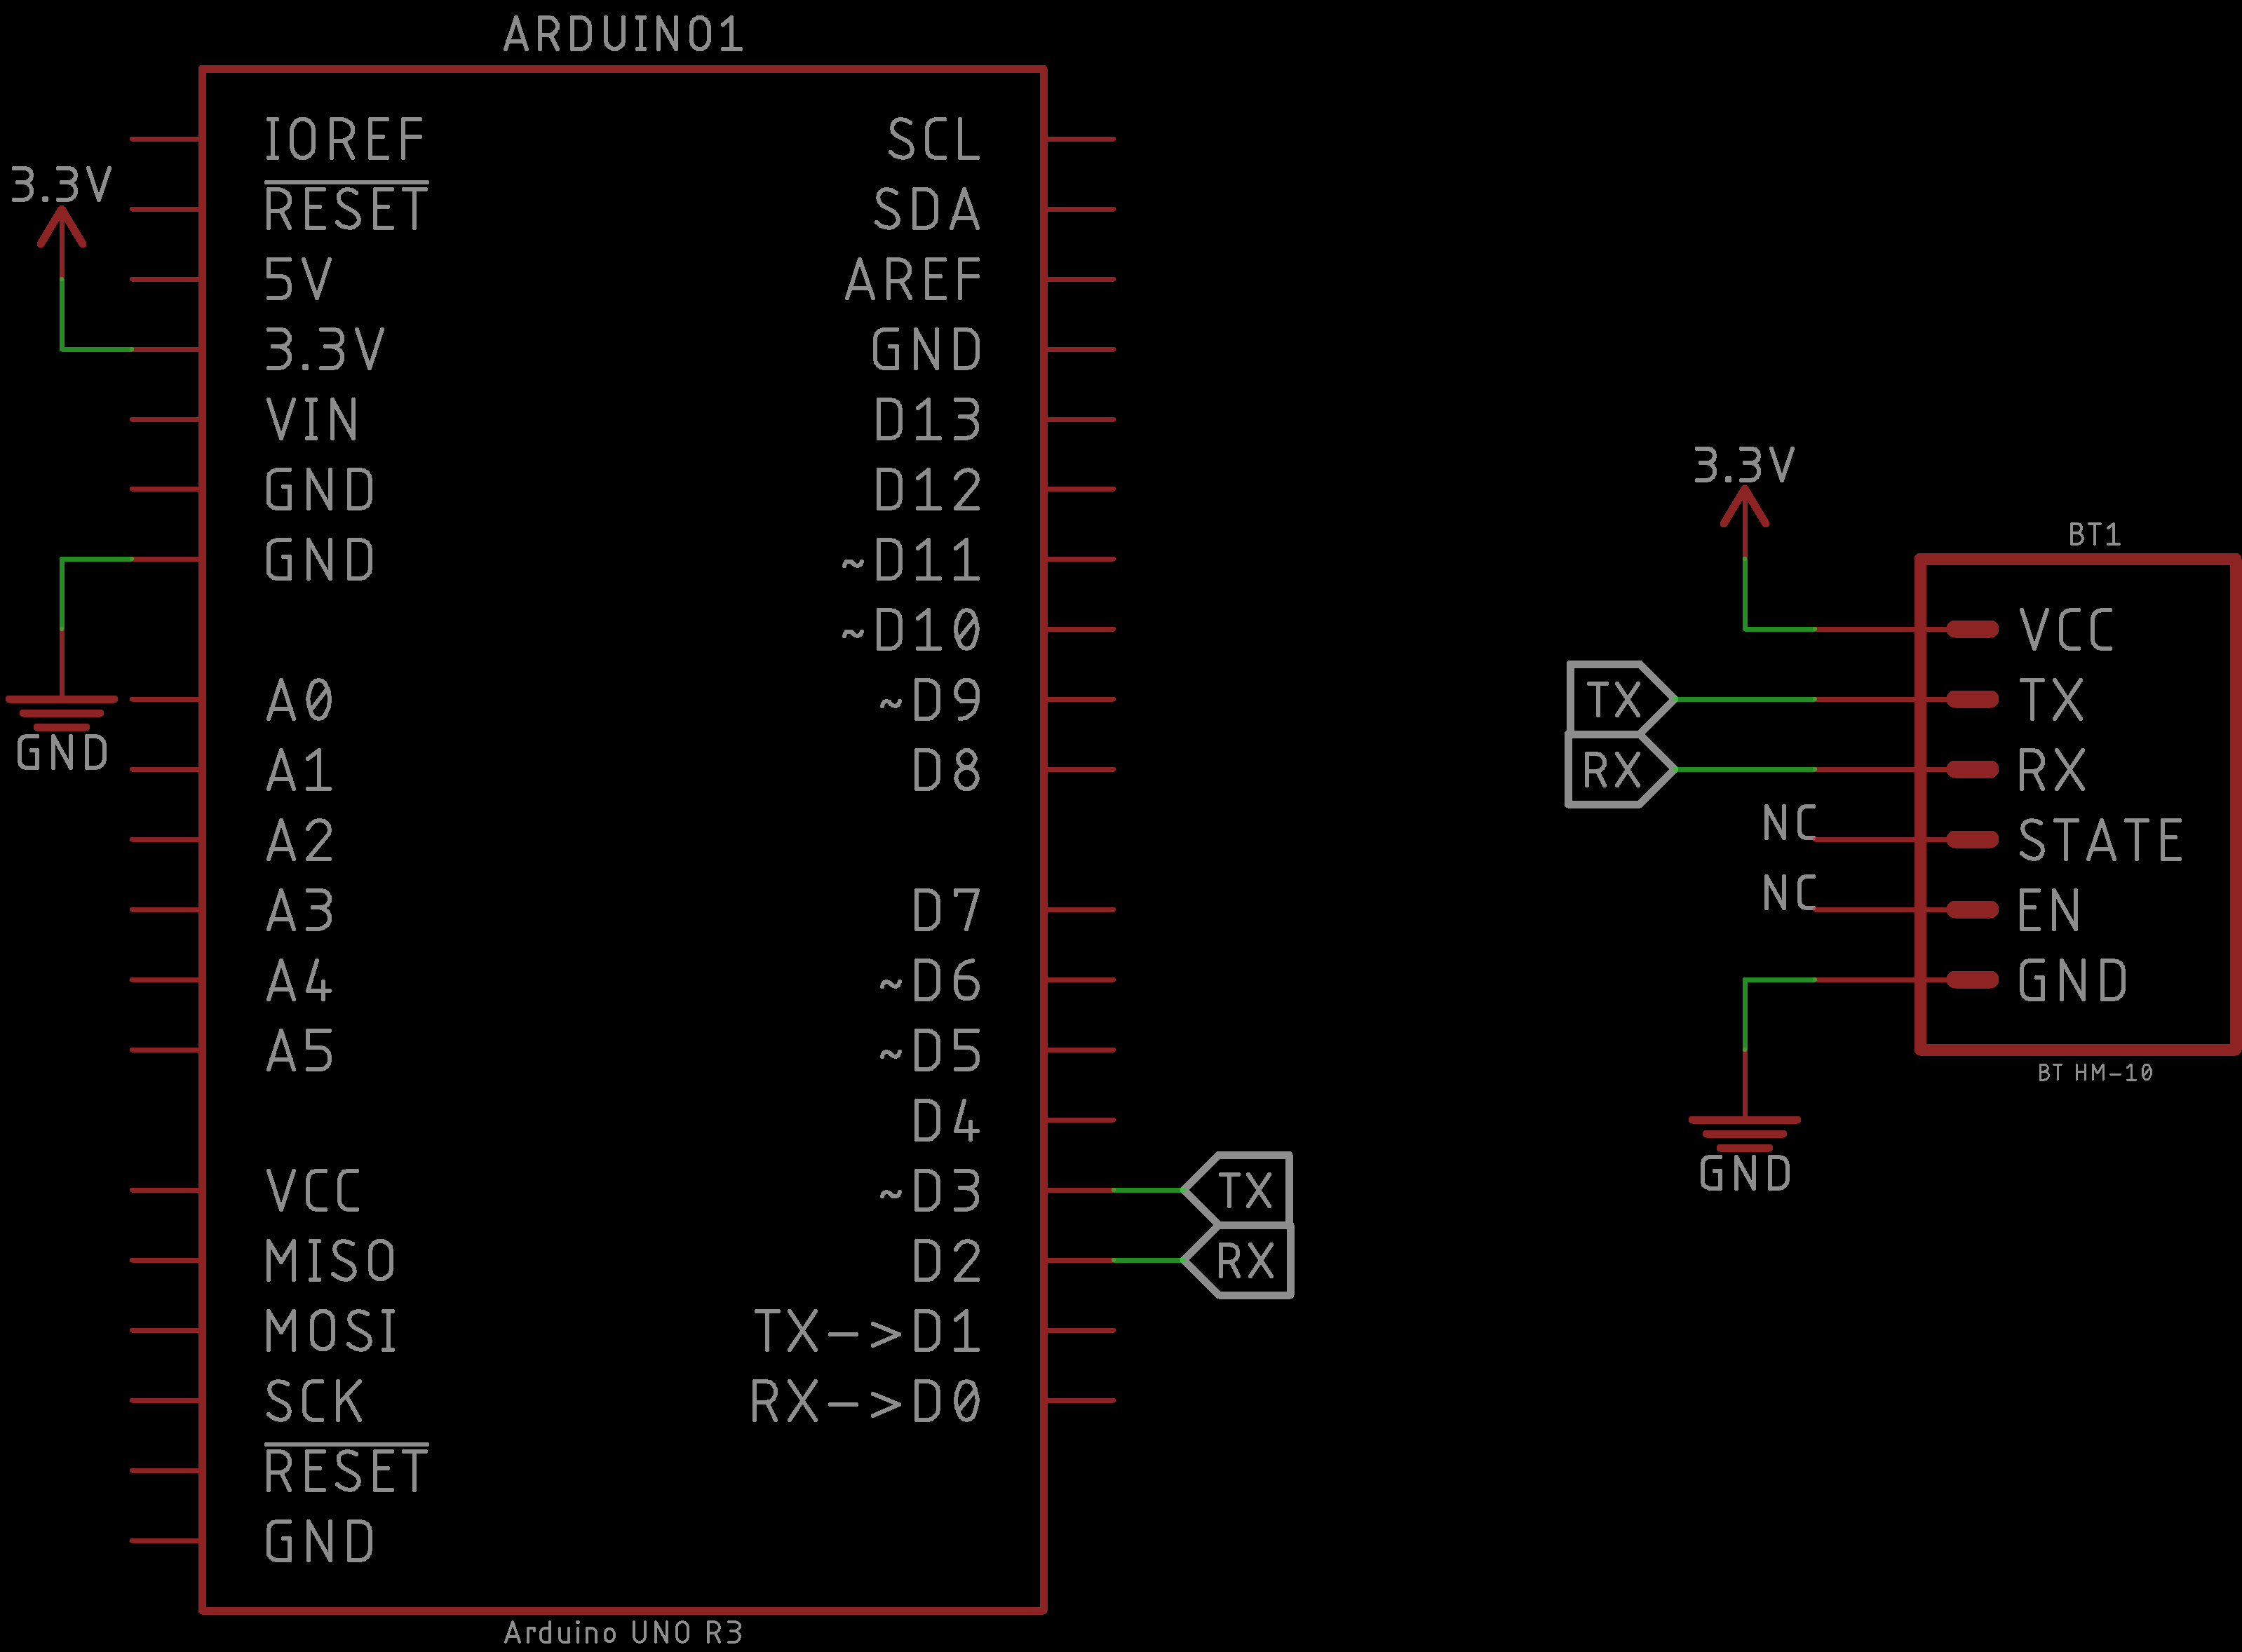 ARDUINO1
IOREF
SCL
3.3V
RESET
SDA
5V
AREF
3.3V
GND
VIN
D13
GND
D12
GND
~D11
~D10
A0
~D9
GND
A1
D8
A2
A3
D7
A4
~D6
A5
~D5
D4
VCC
~D3
TX
MISO
D2
RX
MOSI
TX->D1
SCK
RX->D0
RESET
GND
Arduino UNO R3
3.3V
BT1
VCC
TX
TX
RX
RX
NC
STATE
NC
EN
GND
BT HM-10
GND